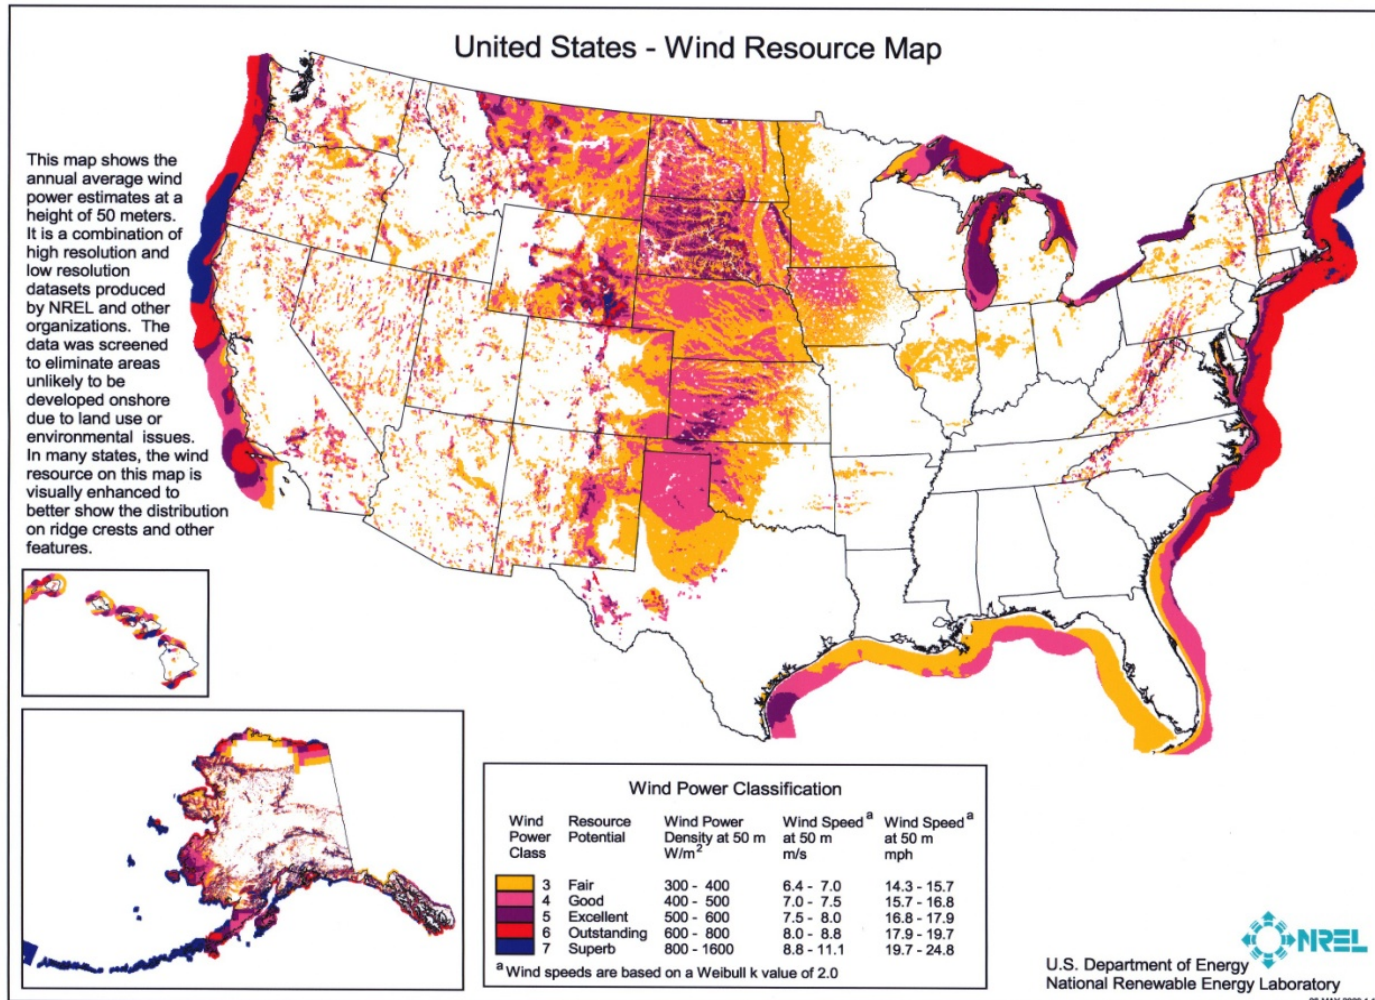 United States - Wind Resource Map
This map shows the
annual average wind
power estimates at a
height of 50 meters.
It is a combination of
high resolution and
low resolution
datasets produced
by NREL and other
organizations. The
data was screened
to eliminate areas
unlikely to be
developed onshore
due to land use or
environmental issues.
In many states, the wind
resource on this map is
visually enhanced to
better show the distribution
on ridge crests and other
features.
Wind Power Classification
Wind Resource Wind Power Wind Speed a Wind Speed a
Power Potential Density at 50 m at 50 m at 50 m
Class W/m2 m/s mph
3 Fair 300 - 400 6.4 - 7.0 14.3 - 15.7
4 Good 400 - 500 7.0 - 7.5 15.7 - 16.8
5 Excellent 500 - 600 7.5 - 8.0 16.8 - 17.9
6 Outstanding 600 - 800 8.0 - 8.8 17.9 - 19.7
7 Superb 800 - 1600 8.8 - 11.1 19.7 - 24.8
a Wind speeds are based on a Weibull k value of 2.0
NREL
U.S. Department of Energy
National Renewable Energy Laboratory